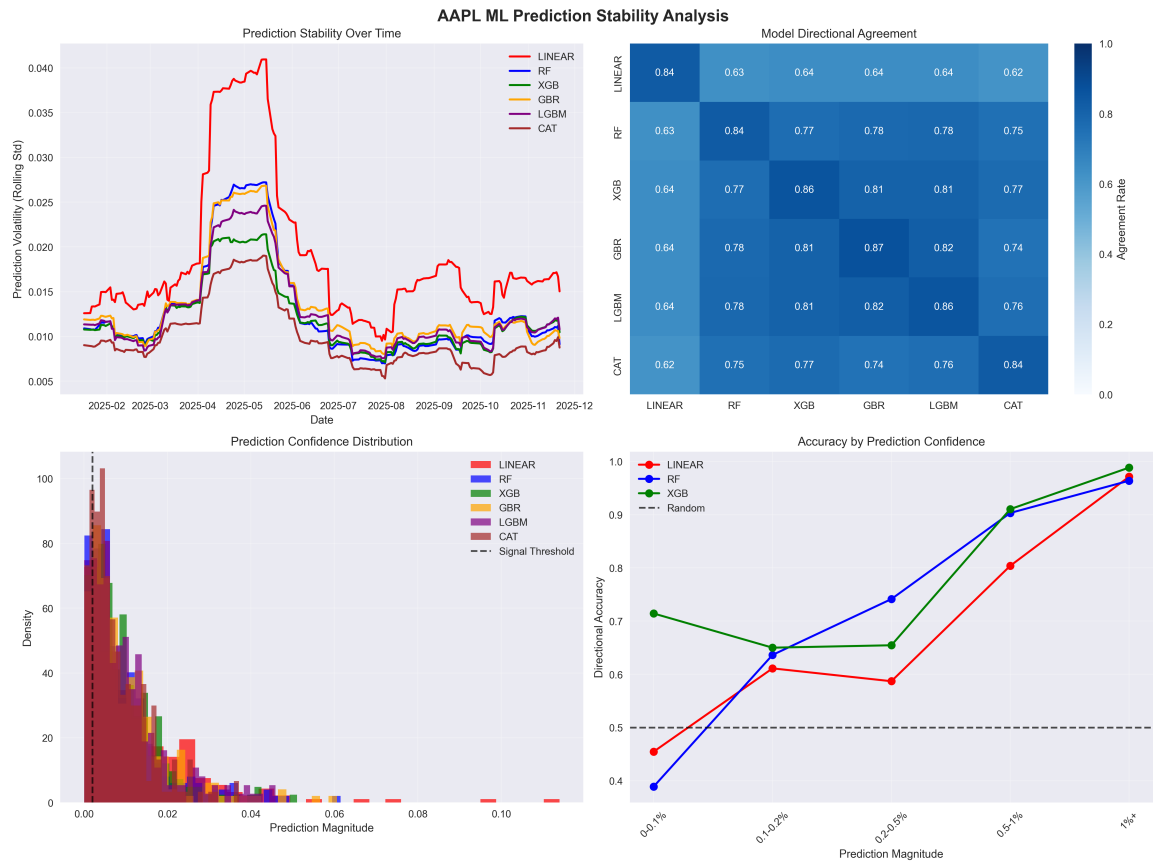 AAPL ML Prediction Stability Analysis
Prediction Stability Over Time
Prediction Volatility (Rolling Std)
0.040
0.035
0.030
0.025
0.020
0.015
0.010
0.005
LINEAR
RF
XGB
GBR
LGBM
CAT
2025-02 2025-03 2025-04 2025-05 2025-06 2025-07 2025-08 2025-09 2025-10 2025-11 2025-12
Date
Model Directional Agreement
LINEAR 0.84 0.63 0.64 0.64 0.64 0.62
RF 0.63 0.84 0.77 0.78 0.78 0.75
XGB 0.64 0.77 0.86 0.81 0.81 0.77
GBR 0.64 0.78 0.81 0.87 0.82 0.74
LGBM 0.64 0.78 0.81 0.82 0.86 0.76
CAT 0.62 0.75 0.77 0.74 0.76 0.84
LINEAR RF XGB GBR LGBM CAT
1.0
0.8
0.6
0.4
0.2
0.0
Agreement Rate
Prediction Confidence Distribution
Density
100
80
60
40
20
0
LINEAR
RF
XGB
GBR
LGBM
CAT
Signal Threshold
0.00 0.02 0.04 0.06 0.08 0.10
Prediction Magnitude
Accuracy by Prediction Confidence
Directional Accuracy
1.0
0.9
0.8
0.7
0.6
0.5
0.4
LINEAR
RF
XGB
Random
0-0.1% 0.1-0.2% 0.2-0.5% 0.5-1% 1%+
Prediction Magnitude